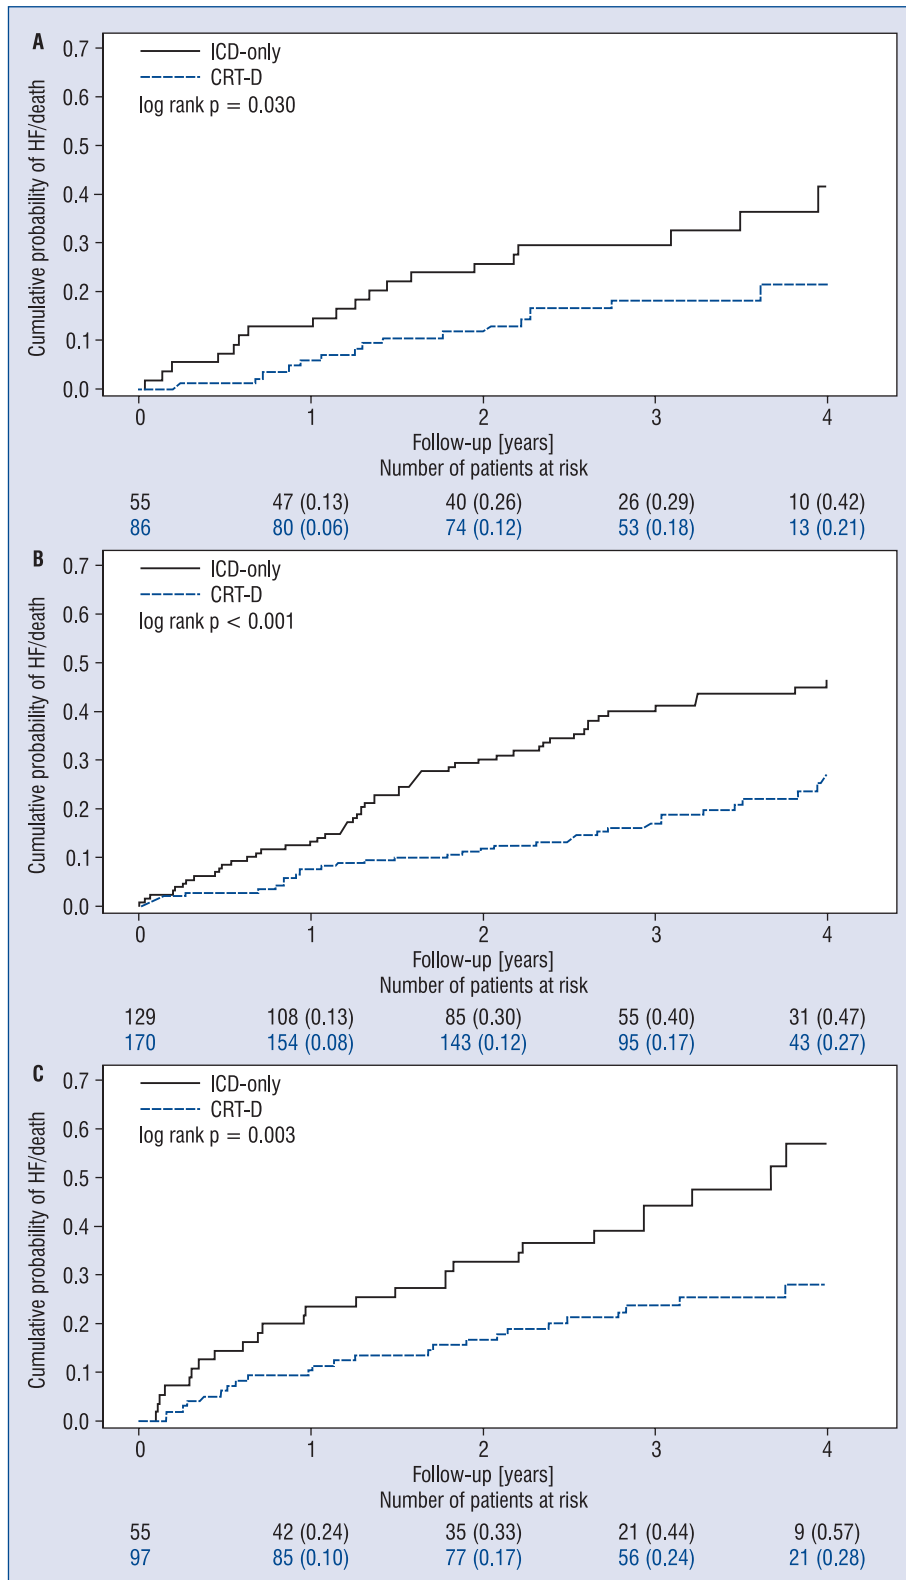 A
ICD-only
CRT-D
log rank p = 0.030
Cumulative probability of HF/death
0.7
0.6
0.5
0.4
0.3
0.2
0.1
0.0
0 1 2 3 4
Follow-up [years]
Number of patients at risk
55 47 (0.13) 40 (0.26) 26 (0.29) 10 (0.42)
86 80 (0.06) 74 (0.12) 53 (0.18) 13 (0.21)
B
ICD-only
CRT-D
log rank p < 0.001
Cumulative probability of HF/death
0.7
0.6
0.5
0.4
0.3
0.2
0.1
0.0
0 1 2 3 4
Follow-up [years]
Number of patients at risk
129 108 (0.13) 85 (0.30) 55 (0.40) 31 (0.47)
170 154 (0.08) 143 (0.12) 95 (0.17) 43 (0.27)
C
ICD-only
CRT-D
log rank p = 0.003
Cumulative probability of HF/death
0.7
0.6
0.5
0.4
0.3
0.2
0.1
0.0
0 1 2 3 4
Follow-up [years]
Number of patients at risk
55 42 (0.24) 35 (0.33) 21 (0.44) 9 (0.57)
97 85 (0.10) 77 (0.17) 56 (0.24) 21 (0.28)